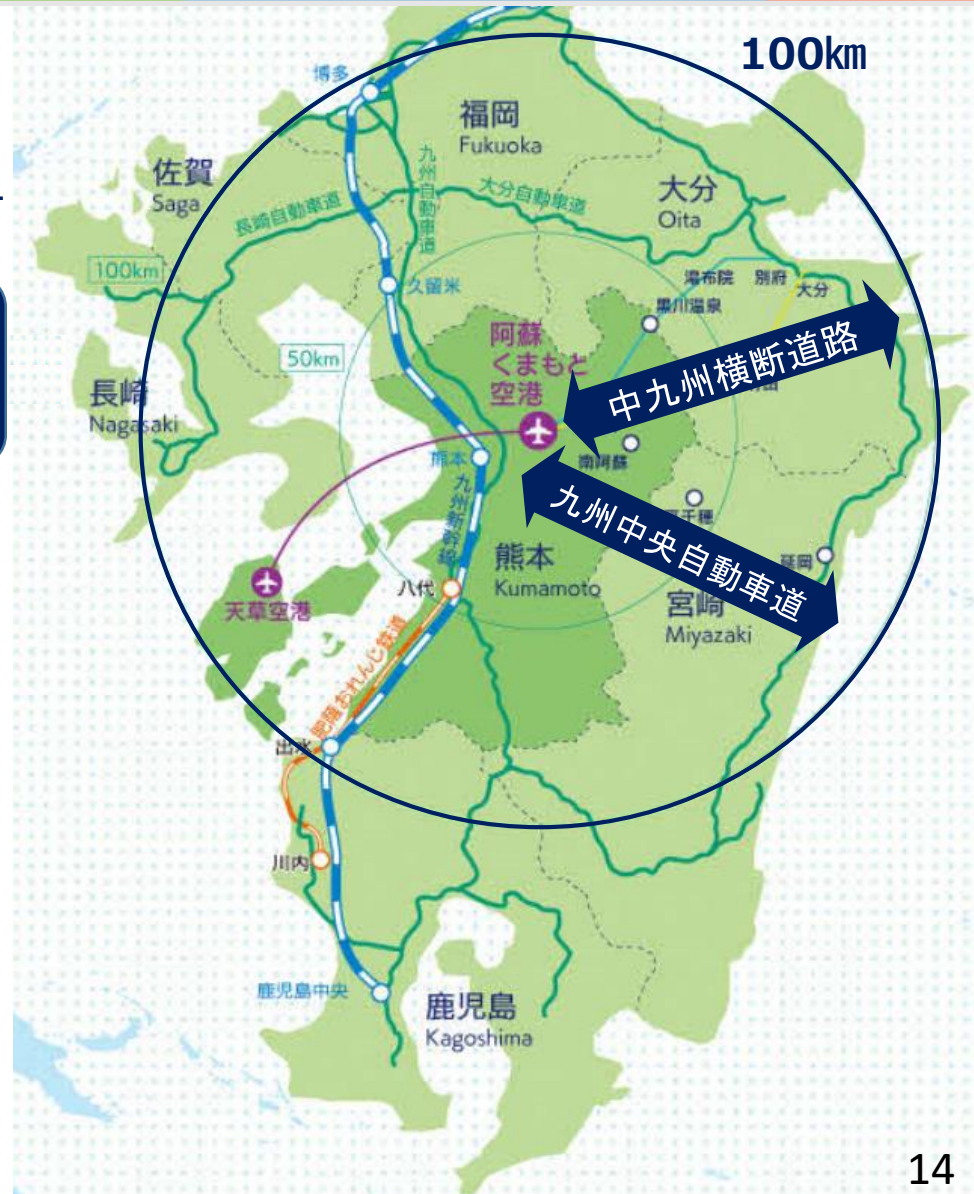 100㎞
博多
福岡
Fukuoka
佐賀
Saga
九州自動車道
大分自動車道
大分
Oita
長崎自動車道
100km
久留米
湯布院
別府
大分
黒川温泉
50km
阿蘇
くまもと
空港
中九州横断道路
長崎
Nagasaki
熊本
南阿蘇
九州新幹線
九州中央自動車道
延岡
熊本
Kumamoto
八代
天草空港
宮崎
Miyazaki
肥薩おれんじ鉄道
出水
川内
鹿児島中央
鹿児島
Kagoshima
14